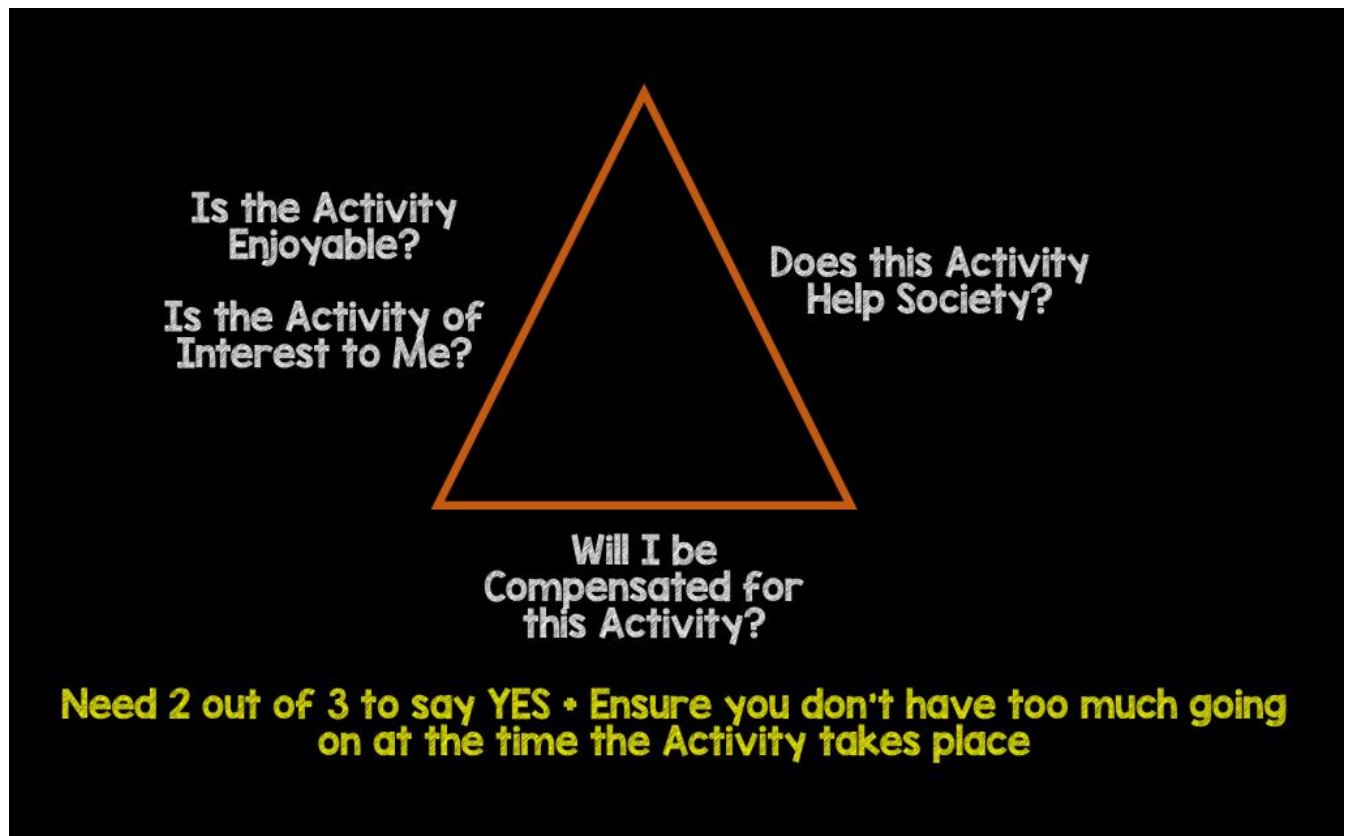 Is the Activity
Enjoyable?
Is the Activity of
Interest to Me?
Does this Activity
Help Society?
Will I be
Compensated for
this Activity?
Need 2 out of 3 to say YES + Ensure you don't have too much going
on at the time the Activity takes place